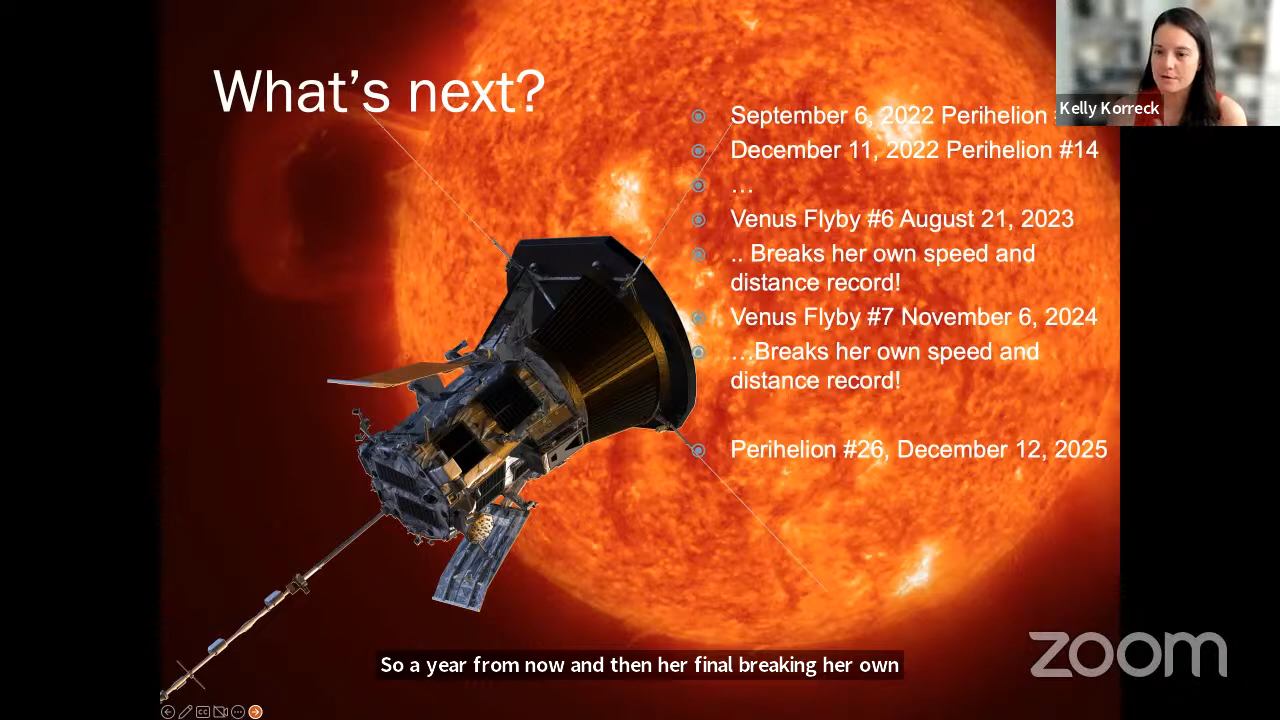 What's next?
September 6, 2022 Perihelion
Kelly Korreck
December 11, 2022 Perihelion #14
…
Venus Flyby #6 August 21, 2023
.. Breaks her own speed and
distance record!
Venus Flyby #7 November 6, 2024
…Breaks her own speed and
distance record!
Perihelion #26, December 12, 2025
zoom
So a year from now and then her final breaking her own
CC